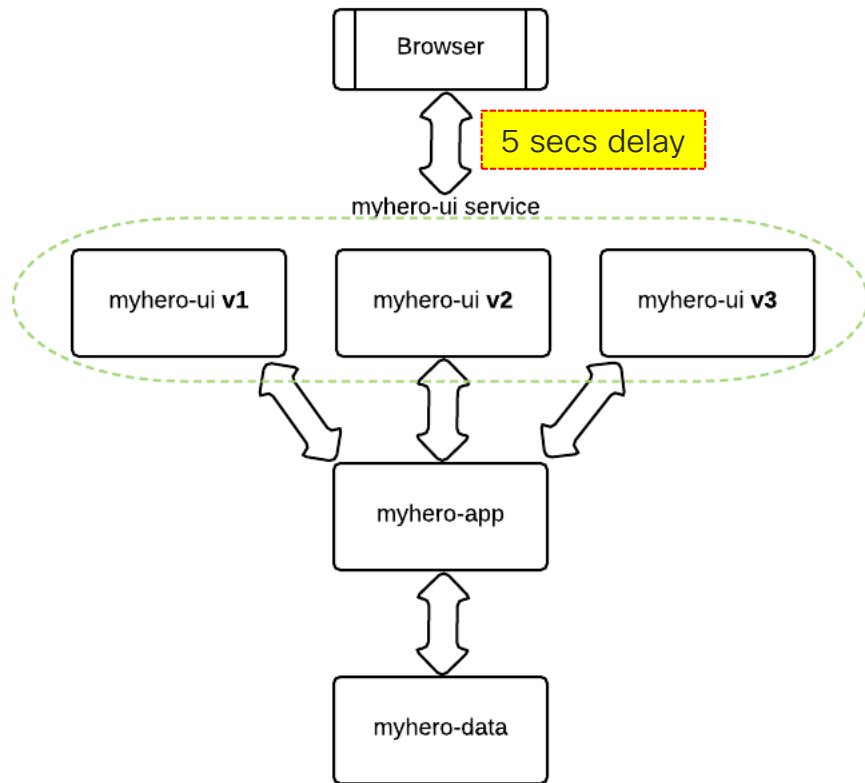 Browser
5 secs delay
myhero-ui service
myhero-ui v1
myhero-ui v2
myhero-ui v3
myhero-app
myhero-data